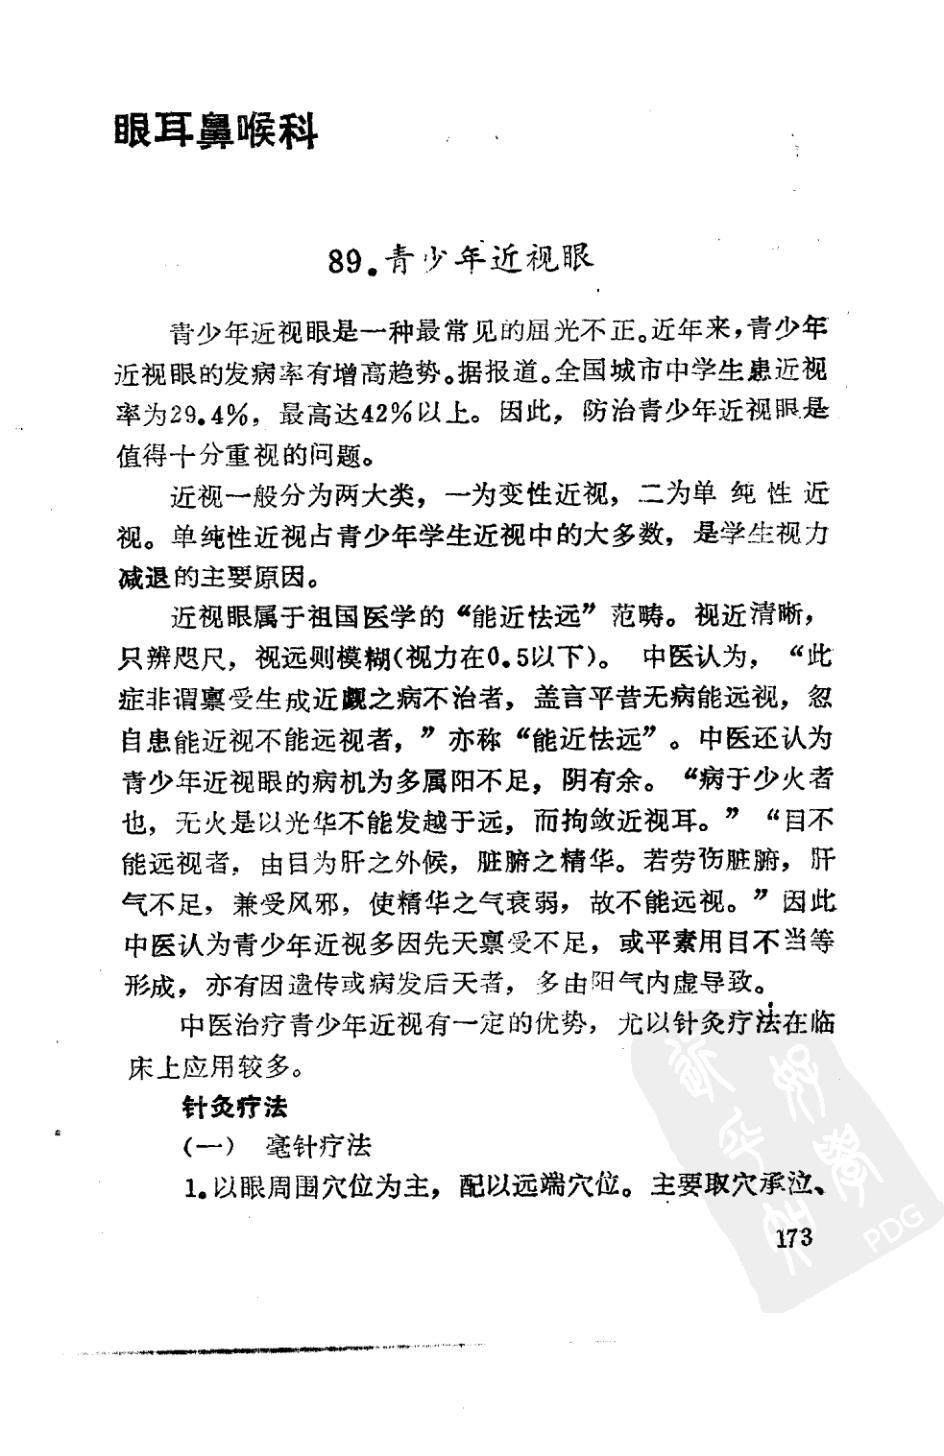 眼耳鼻喉科
89.青少年近视眼
青少年近视眼是一种最常见的屈光不正。近年来，青少年
近视眼的发病率有增高趋势。据报道。全国城市中学生患近视
率为29.4%，最高达42%以上。因此，防治青少年近视眼是
值得十分重视的问题。
近视一般分为两大类，一为变性近视，二为单纯性近
视。单纯性近视占青少年学生近视中的大多数，是学生视力
减退的主要原因。
近视眼属于祖国医学的“能近怯远”范畴。视近清晰，
只辨咫尺，视远则模糊(视力在0.5以下)。中医认为，“此
症非谓禀受生成近觑之病不治者，盖言平昔无病能远视，忽
自患能近视不能远视者，”亦称“能近怯远”。中医还认为
青少年近视眼的病机为多属阳不足，阴有余。“病于少火者
也，无火是以光华不能发越于远，而拘敛近视耳。”“目不
能远视者，由目为肝之外候，脏腑之精华。若劳伤脏腑，肝
气不足，兼受风邪，使精华之气衰弱，故不能远视。”因此
中医认为青少年近视多因先天禀受不足，或平素用目不当等
形成，亦有因遗传或病发后天者，多由阳气内虚导致。
中医治疗青少年近视有一定的优势，尤以针灸疗法在临
床上应用较多。
针灸疗法
(一) 毫针疗法
1.以眼周围穴位为主，配以远端穴位。主要取穴承泣、
173
PDG